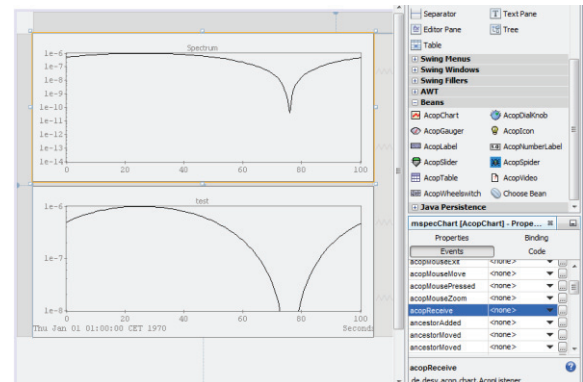 Spectrum
1e-6
1e-7
1e-8
1e-9
1e-10
1e-11
1e-12
1e-13
1e-14
0 20 40 60 80 100
test
1e-6
1e-7
1e-8
0 20 40 60 80 100
Thu Jan 01 01:00:00 CET 1970 Seconds
Separator Text Pane
Editor Pane Tree
Table
Swing Menus
Swing Windows
Swing Fillers
AWT
Beans
AcopChart AcopDialKnob
AcopGauger AcopIcon
AcopLabel AcopNumberLabel
AcopSlider AcopSpider
AcopTable AcopVideo
AcopWheelswitch Choose Bean
Java Persistence
mspecChart [AcopChart] - Prope...
Properties Binding
Events Code
acopMouseExit <none>
acopMouseMove <none>
acopMousePressed <none>
acopMouseZoom <none>
acopReceive <none>
ancestorAdded <none>
ancestorMoved <none>
ancestorMoved <none>
acopReceive
de.desy.acop.chart.AcopListener